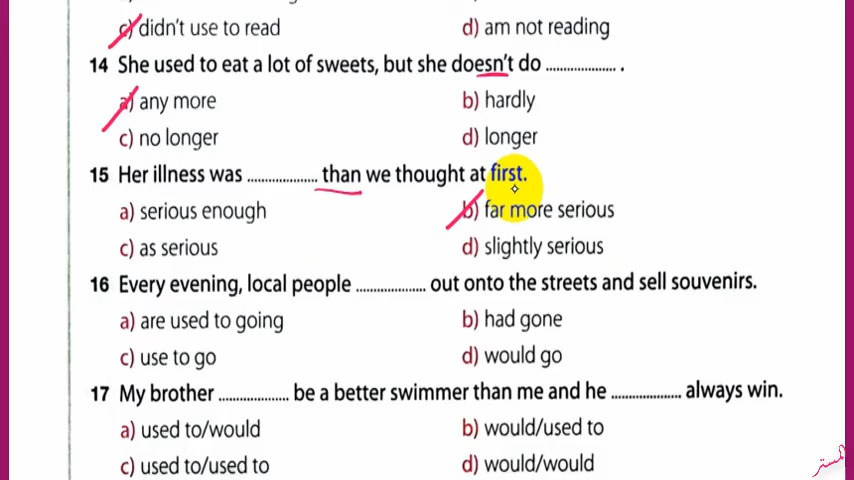 c) didn't use to read d) am not reading
14 She used to eat a lot of sweets, but she doesn't do .................... .
a) any more b) hardly
c) no longer d) longer
15 Her illness was .................... than we thought at first.
a) serious enough b) far more serious
c) as serious d) slightly serious
16 Every evening, local people .................... out onto the streets and sell souvenirs.
a) are used to going b) had gone
c) use to go d) would go
17 My brother .................... be a better swimmer than me and he .................... always win.
a) used to/would b) would/used to
c) used to/used to d) would/would